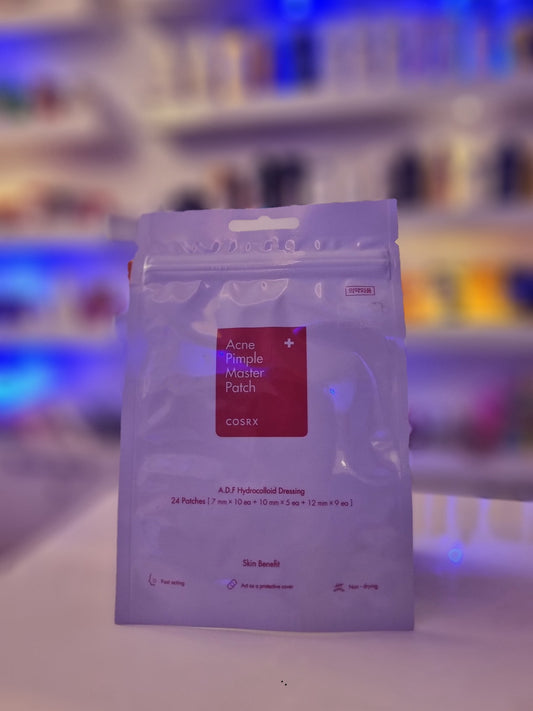 Acne
Pimple
Master
Patch
COSRX
A.D.F Hydrocolloid Dressing
24 Patches [ 7 mm × 10 ea + 10 mm × 5 ea + 12 mm × 9 ea ]
Skin Benefit
Fast acting
Act as a protective cover
Non - drying